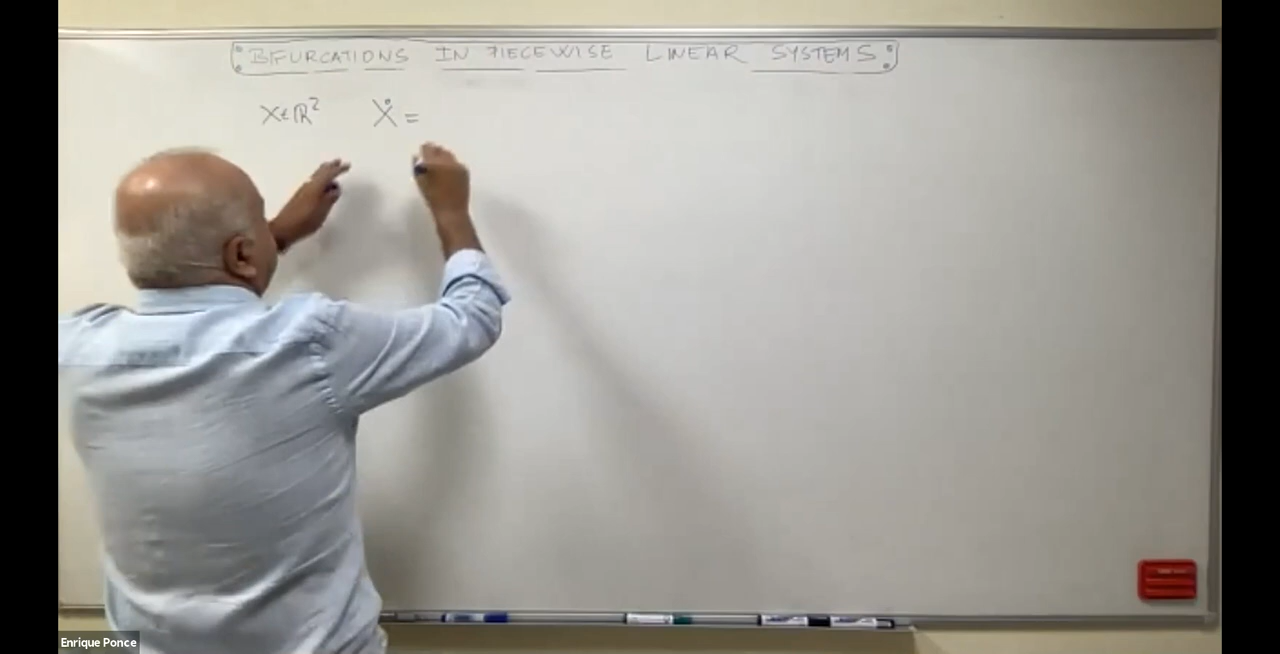 BIFURCATIONS IN PIECEWISE LINEAR SYSTEMS
X∈ℝ² Ẋ =
Enrique Ponce